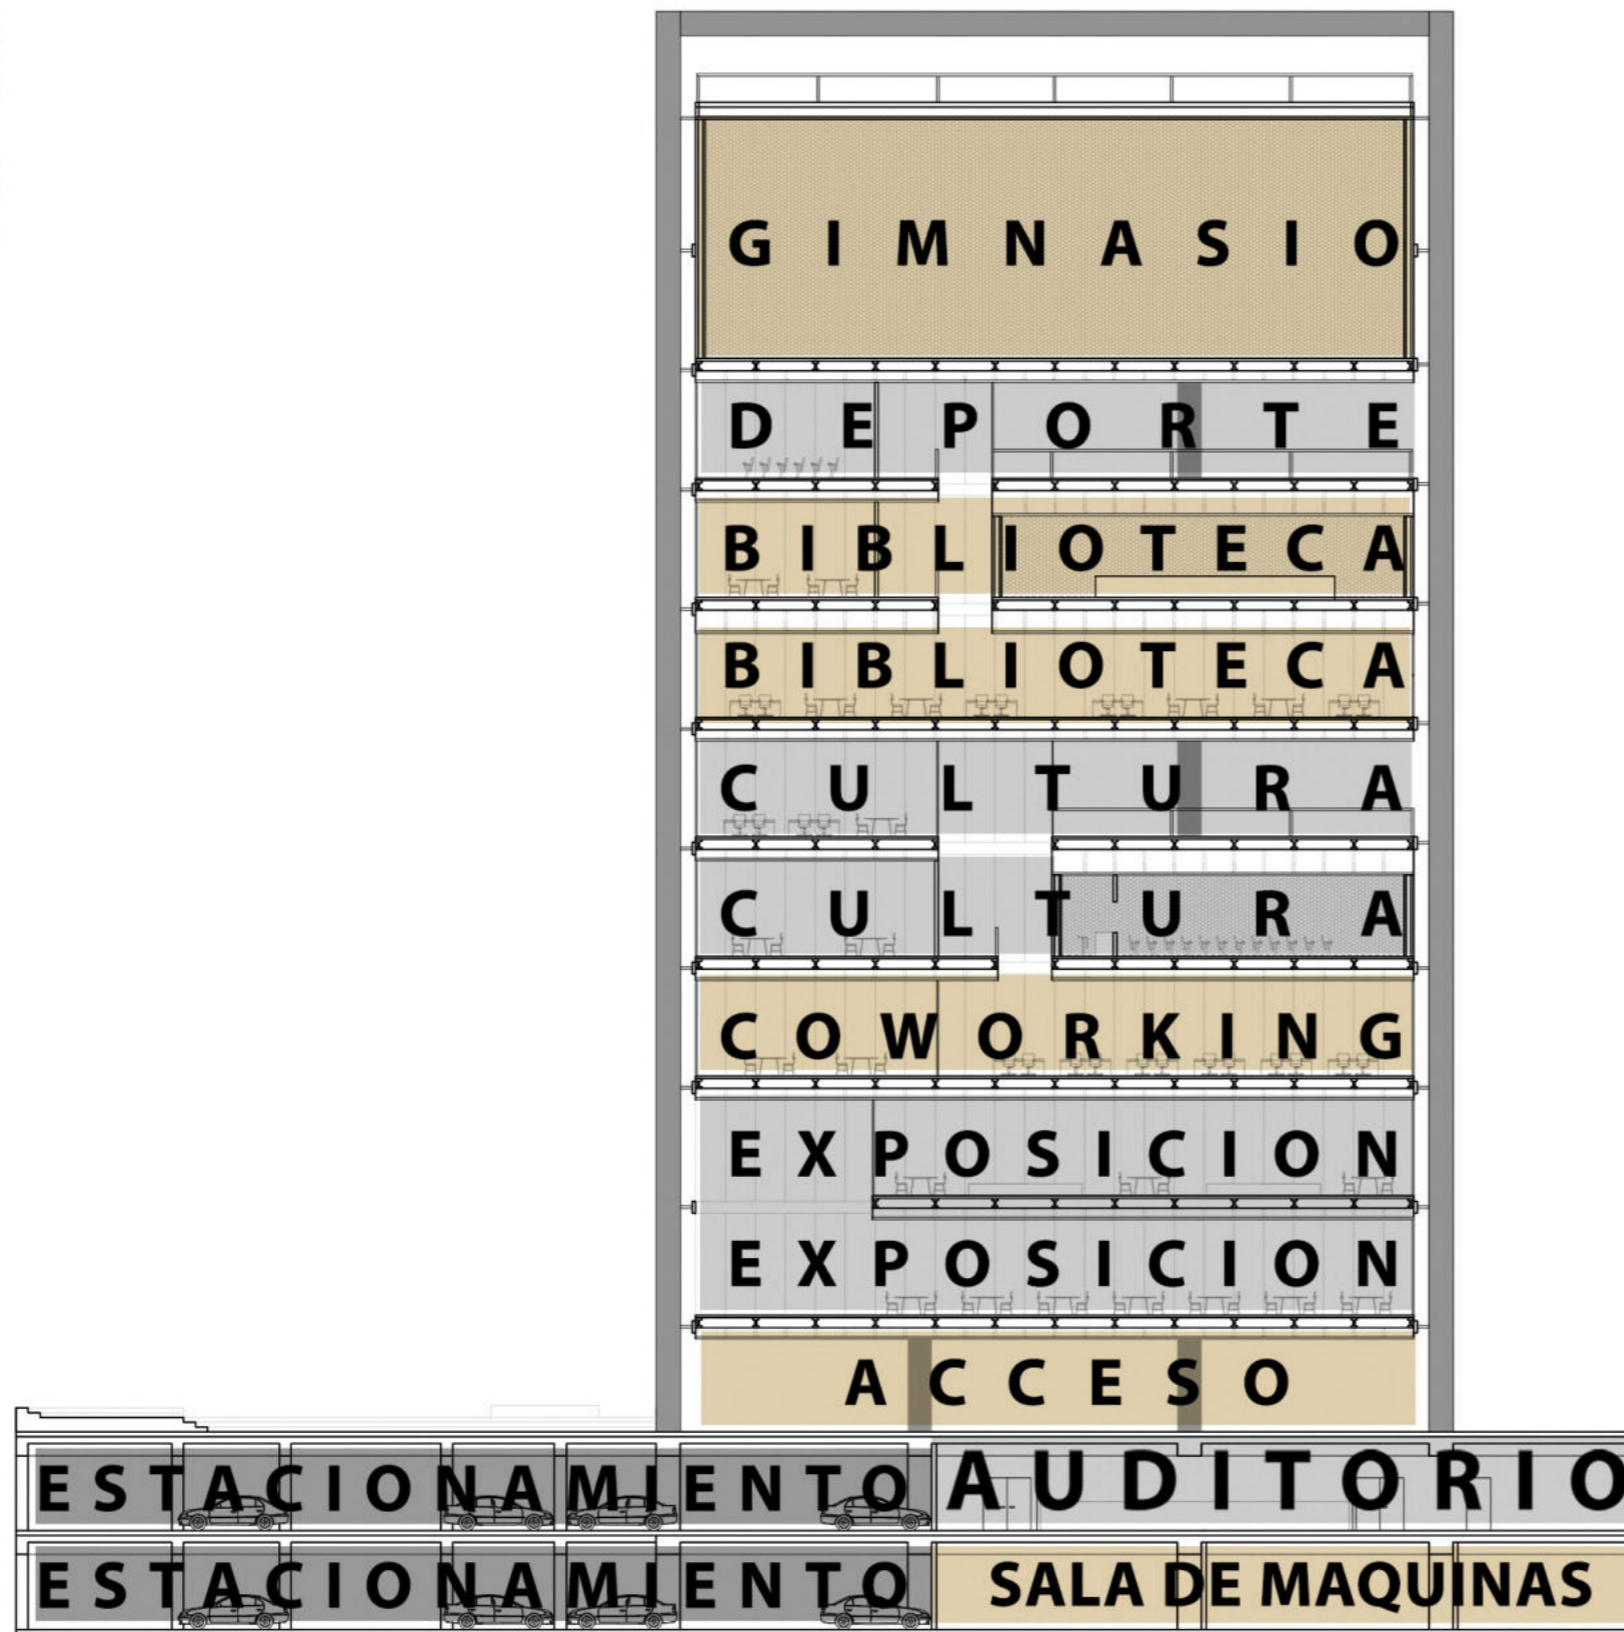 GIMNASIO
DEPORTE
BIBLIOTECA
BIBLIOTECA
CULTURA
CULTURA
COWORKING
EXPOSICION
EXPOSICION
ACCESO
ESTACIONAMIENTO AUDITORIO
ESTACIONAMIENTO SALA DE MAQUINAS